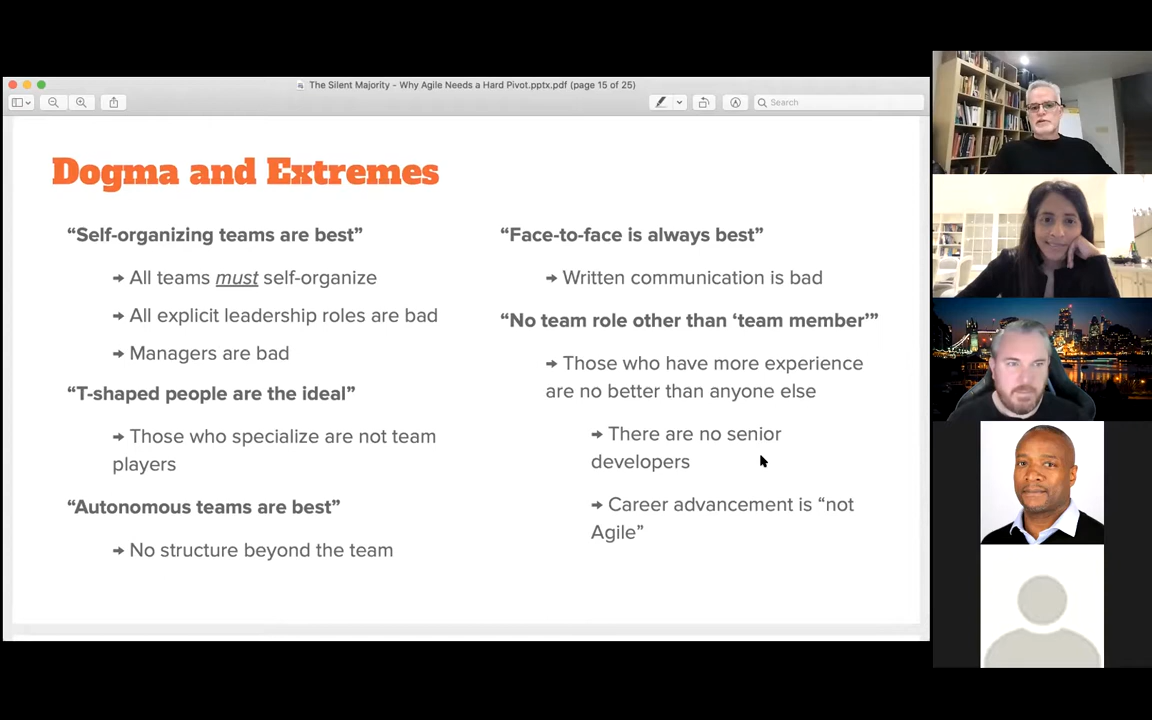 The Silent Majority - Why Agile Needs a Hard Pivot.pptx.pdf (page 15 of 25)
Search
Dogma and Extremes
“Self-organizing teams are best”
➔ All teams must self-organize
➔ All explicit leadership roles are bad
➔ Managers are bad
“T-shaped people are the ideal”
➔ Those who specialize are not team
players
“Autonomous teams are best”
➔ No structure beyond the team
“Face-to-face is always best”
➔ Written communication is bad
“No team role other than ‘team member’”
➔ Those who have more experience
are no better than anyone else
➔ There are no senior
developers
➔ Career advancement is “not
Agile”